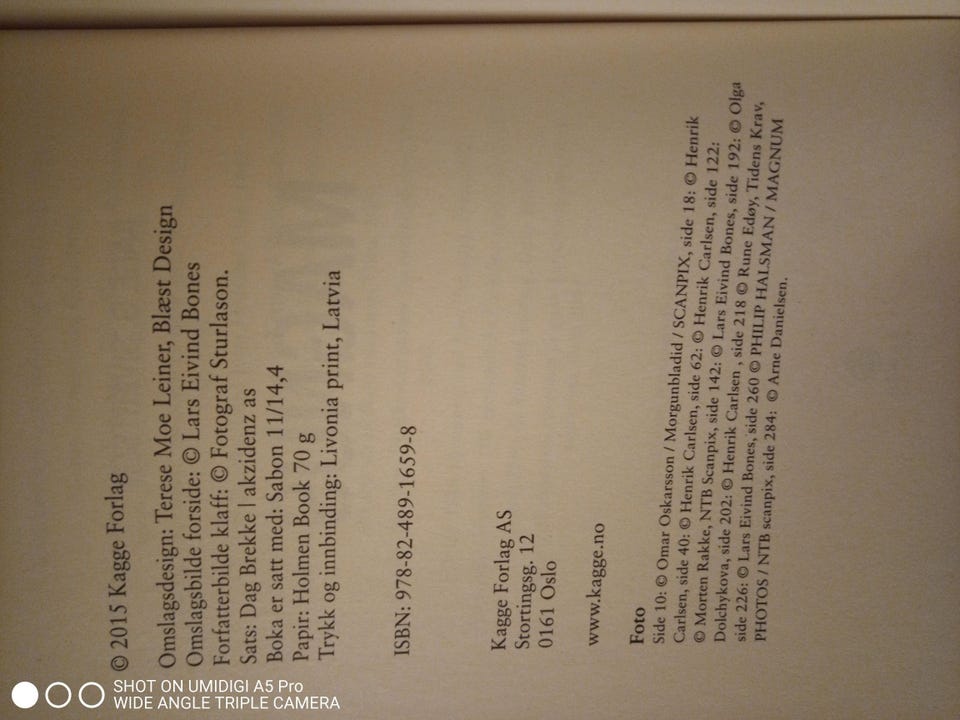 © 2015 Kagge Forlag
Omslagsdesign: Terese Moe Leiner, Blæst Design
Omslagsbilde forside: © Lars Eivind Bones
Forfatterbilde klaff: © Fotograf Sturlason.
Sats: Dag Brekke | akzidenz as
Boka er satt med: Sabon 11/14,4
Papir: Holmen Book 70 g
Trykk og innbinding: Livonia print, Latvia
ISBN: 978-82-489-1659-8
Kagge Forlag AS
Stortingsg. 12
0161 Oslo
www.kagge.no
Foto
Side 10: © Omar Oskarsson / Morgunbladid / SCANPIX, side 18: © Henrik
Carlsen, side 40: © Henrik Carlsen, side 62: © Henrik Carlsen, side 122:
© Morten Rakke, NTB Scanpix, side 142: © Lars Eivind Bones, side 192: © Olga
Dolchykova, side 202: © Henrik Carlsen , side 218 © Rune Edøy, Tidens Krav,
side 226: © Lars Eivind Bones, side 260 © PHILIP HALSMAN / MAGNUM
PHOTOS / NTB scanpix, side 284: © Arne Danielsen.
SHOT ON UMIDIGI A5 Pro
WIDE ANGLE TRIPLE CAMERA